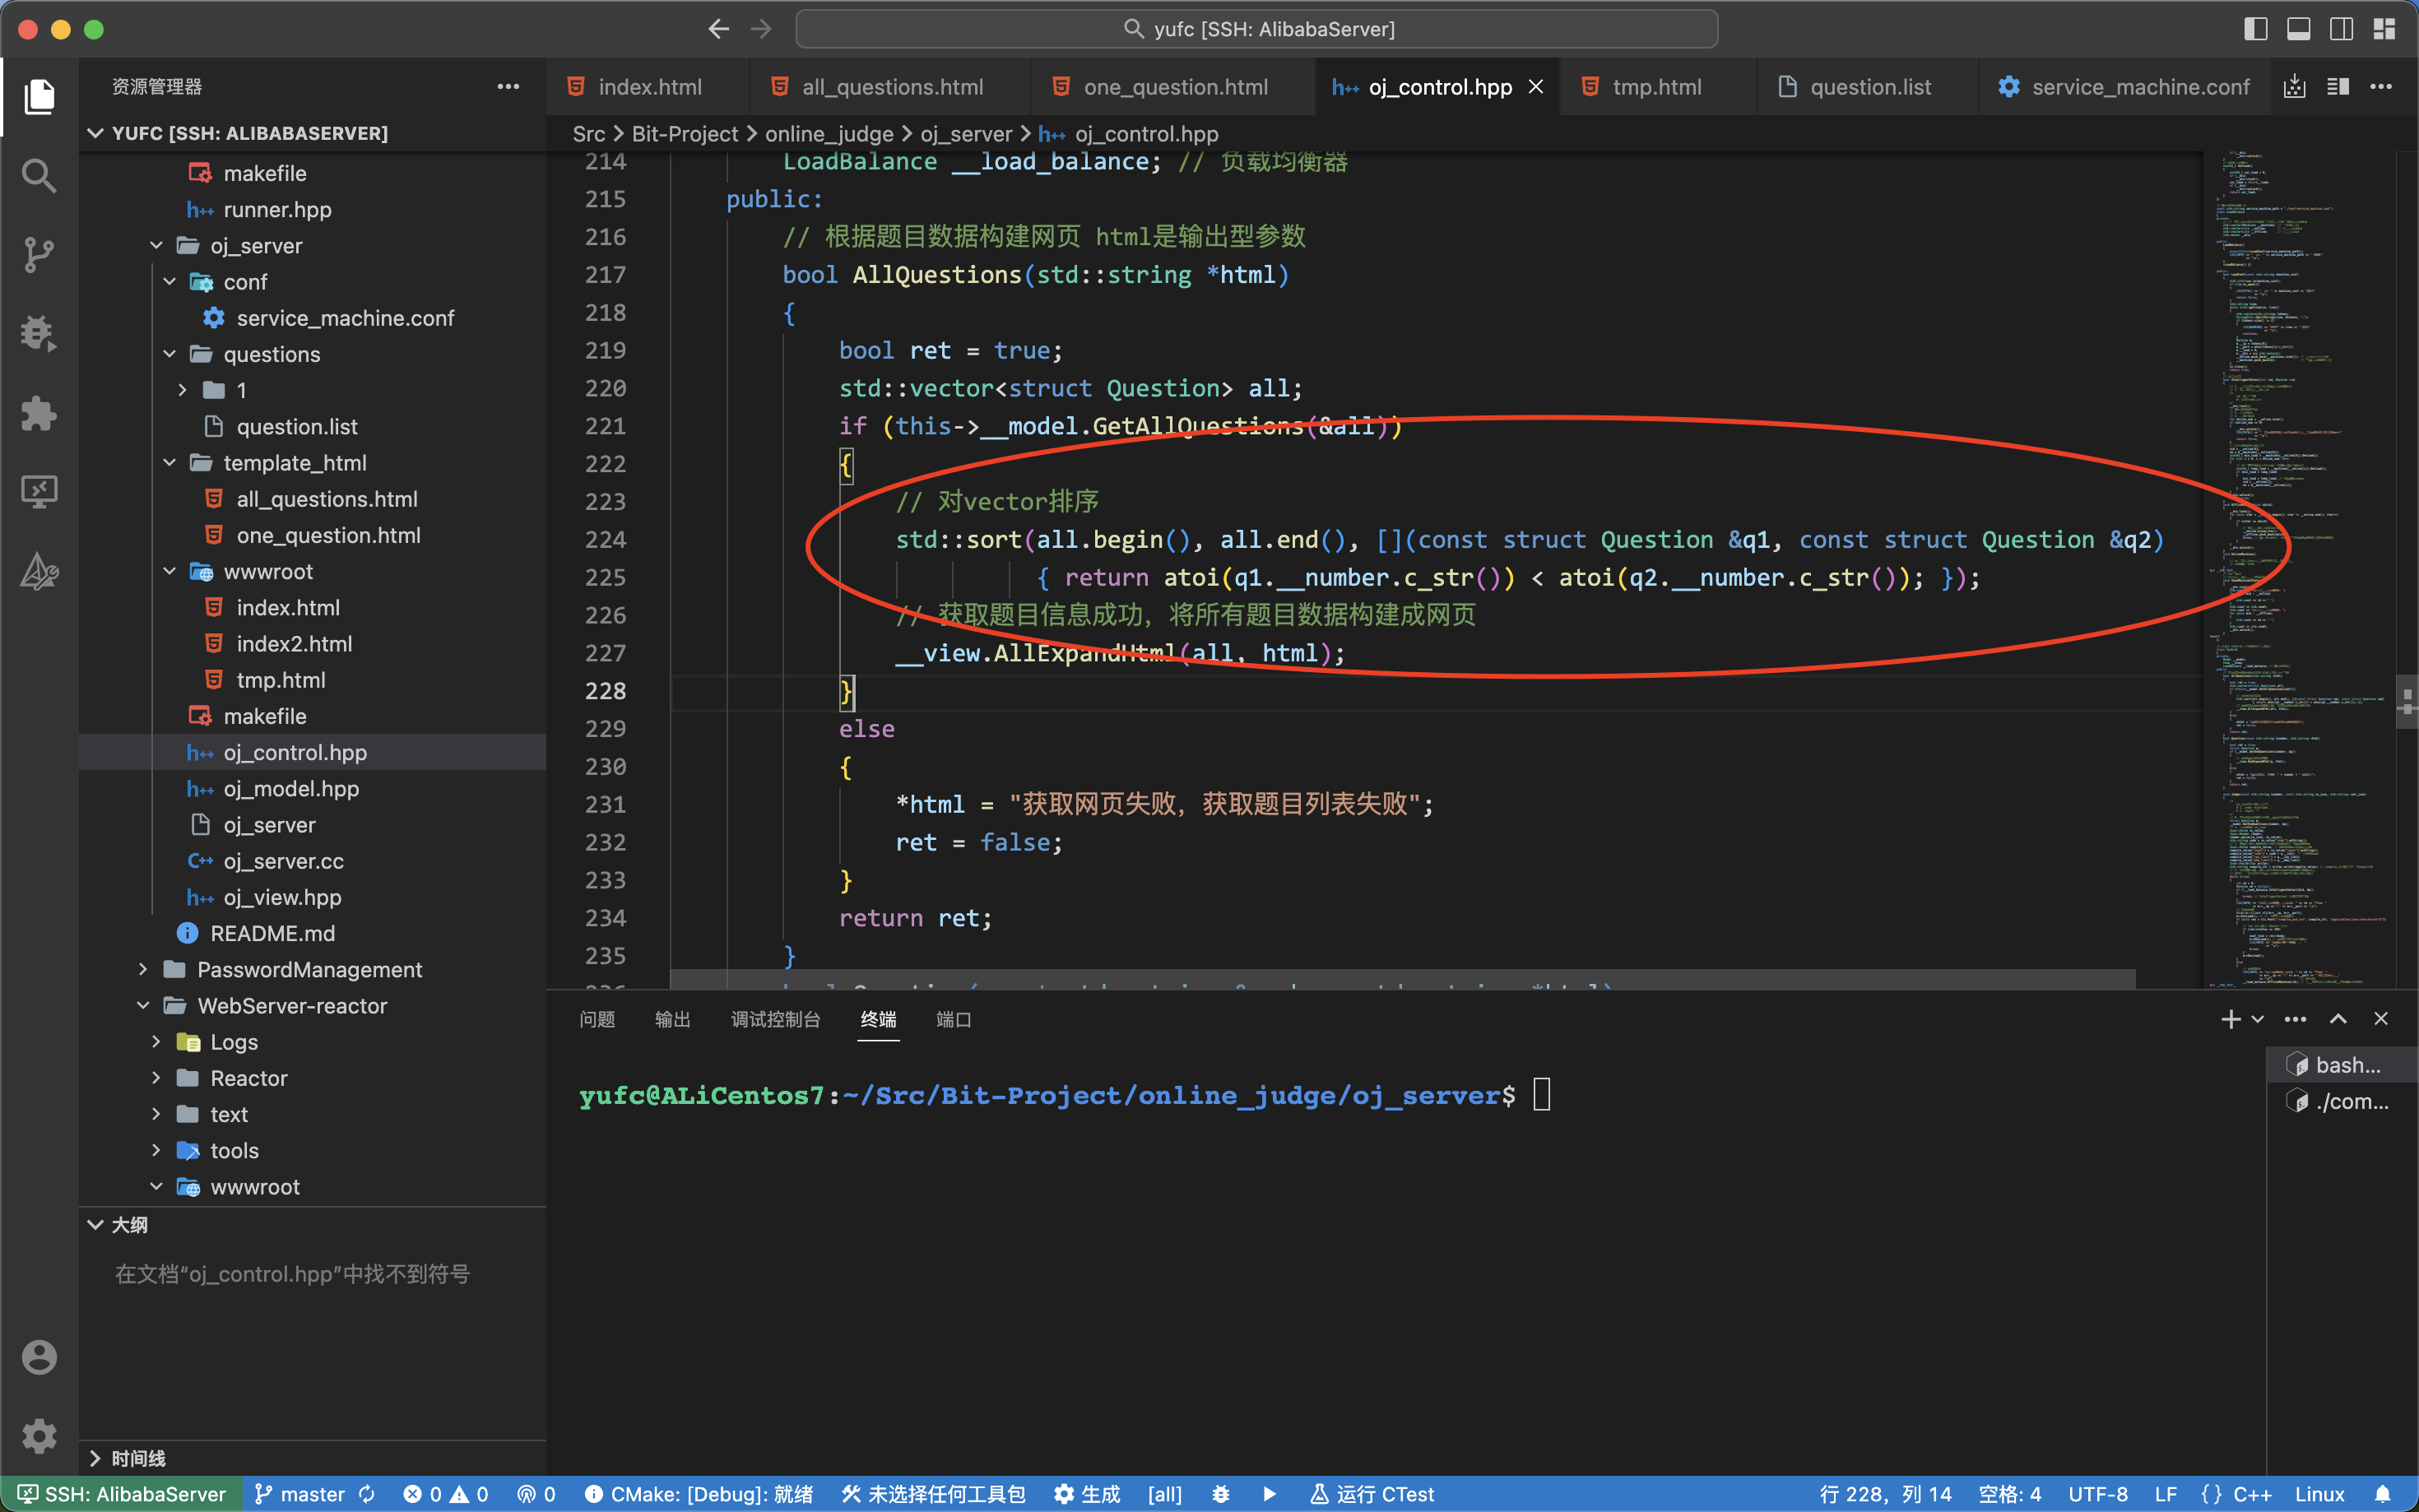 yufc [SSH: AlibabaServer]
资源管理器
index.html
all_questions.html
one_question.html
h++ oj_control.hpp
tmp.html
question.list
service_machine.conf
YUFC [SSH: ALIBABASERVER]
Src > Bit-Project > online_judge > oj_server > h++ oj_control.hpp
makefile
h++ runner.hpp
oj_server
conf
service_machine.conf
questions
1
question.list
template_html
all_questions.html
one_question.html
wwwroot
index.html
index2.html
tmp.html
makefile
h++ oj_control.hpp
h++ oj_model.hpp
oj_server
C++ oj_server.cc
h++ oj_view.hpp
README.md
PasswordManagement
WebServer-reactor
Logs
Reactor
text
tools
wwwroot
大纲
在文档“oj_control.hpp”中找不到符号
时间线
214 LoadBalance __load_balance; // 负载均衡器
215 public:
216 // 根据题目数据构建网页 html是输出型参数
217 bool AllQuestions(std::string *html)
218 {
219 bool ret = true;
220 std::vector<struct Question> all;
221 if (this->__model.GetAllQuestions(&all))
222 {
223 // 对vector排序
224 std::sort(all.begin(), all.end(), [](const struct Question &q1, const struct Question &q2)
225 { return atoi(q1.__number.c_str()) < atoi(q2.__number.c_str()); });
226 // 获取题目信息成功，将所有题目数据构建成网页
227 __view.AllExpandHtml(all, html);
228 }
229 else
230 {
231 *html = "获取网页失败，获取题目列表失败";
232 ret = false;
233 }
234 return ret;
235 }
问题 输出 调试控制台 终端 端口
yufc@ALiCentos7:~/Src/Bit-Project/online_judge/oj_server$
bash...
./com...
SSH: AlibabaServer master 0 0 0 CMake: [Debug]: 就绪 未选择任何工具包 生成 [all] 运行 CTest 行 228，列 14 空格: 4 UTF-8 LF {} C++ Linux